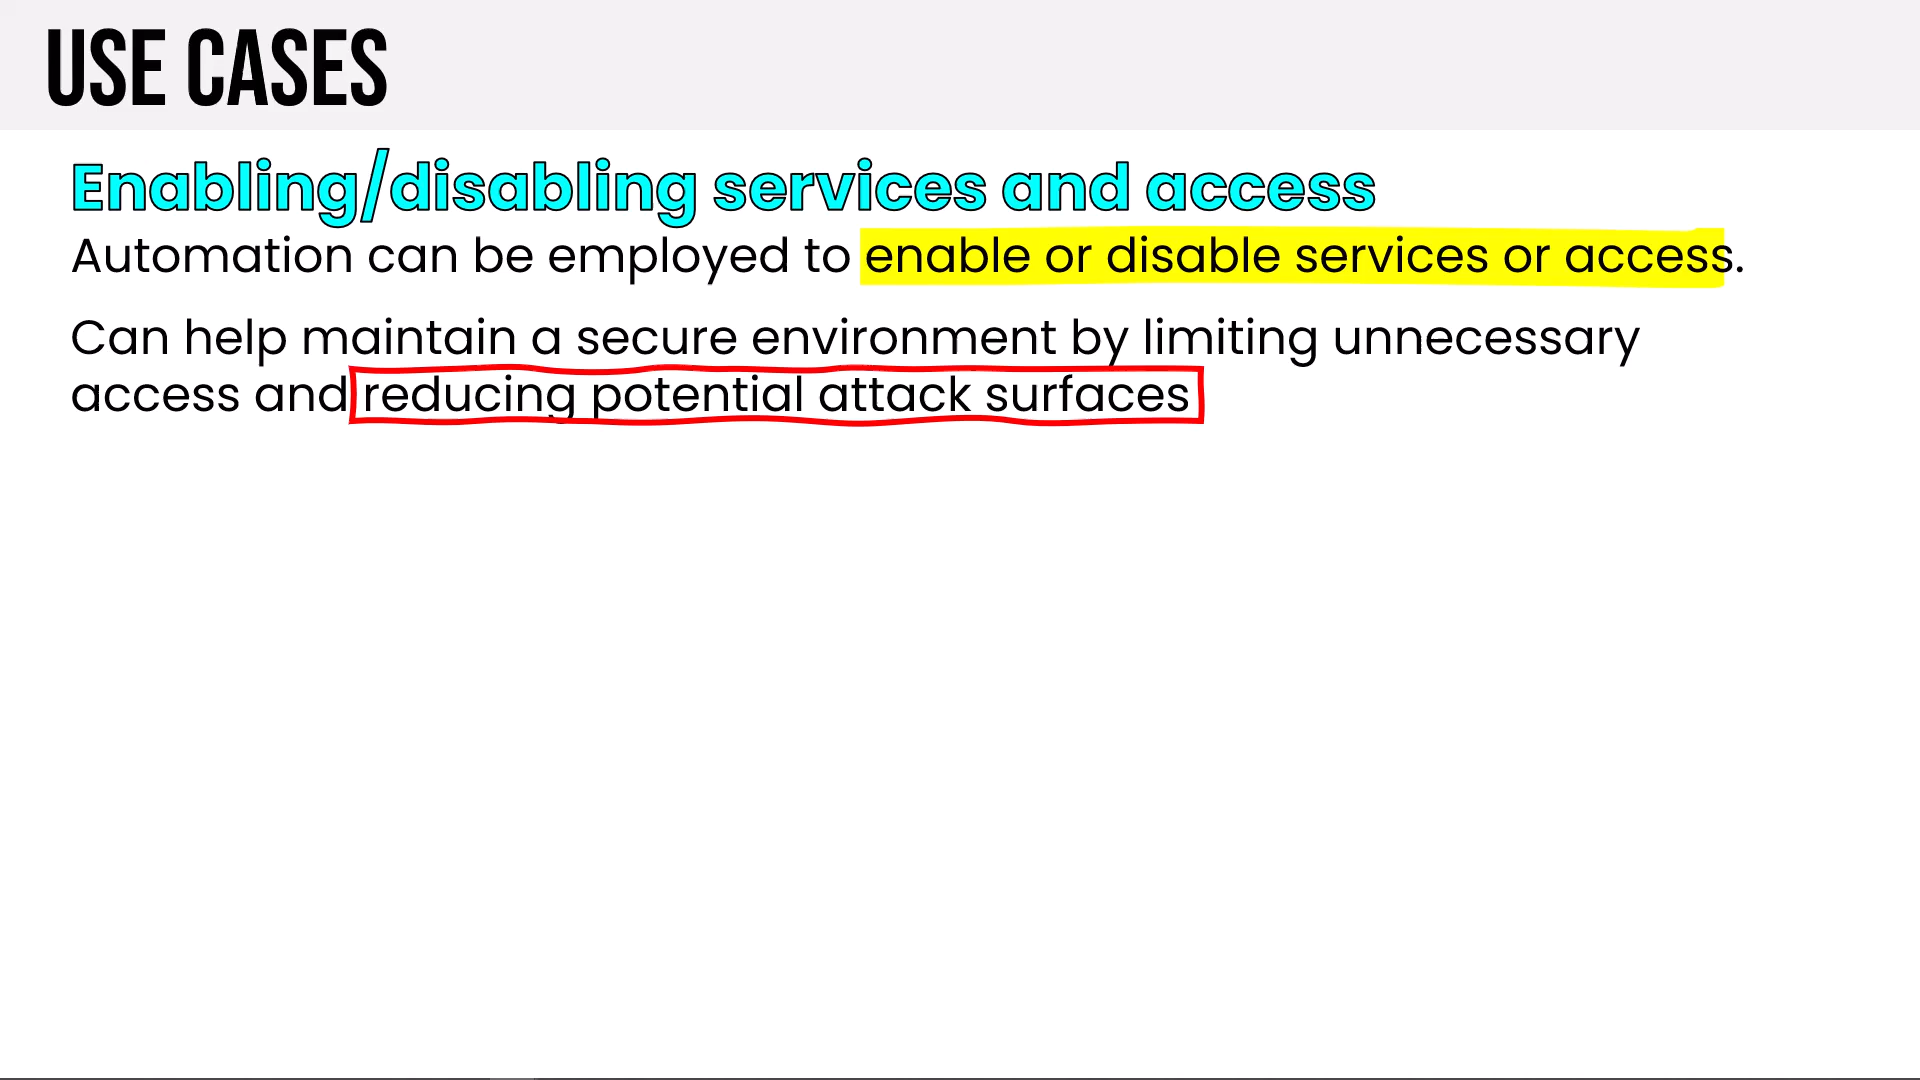 USE CASES
Enabling/disabling services and access
Automation can be employed to enable or disable services or access.
Can help maintain a secure environment by limiting unnecessary
access and reducing potential attack surfaces